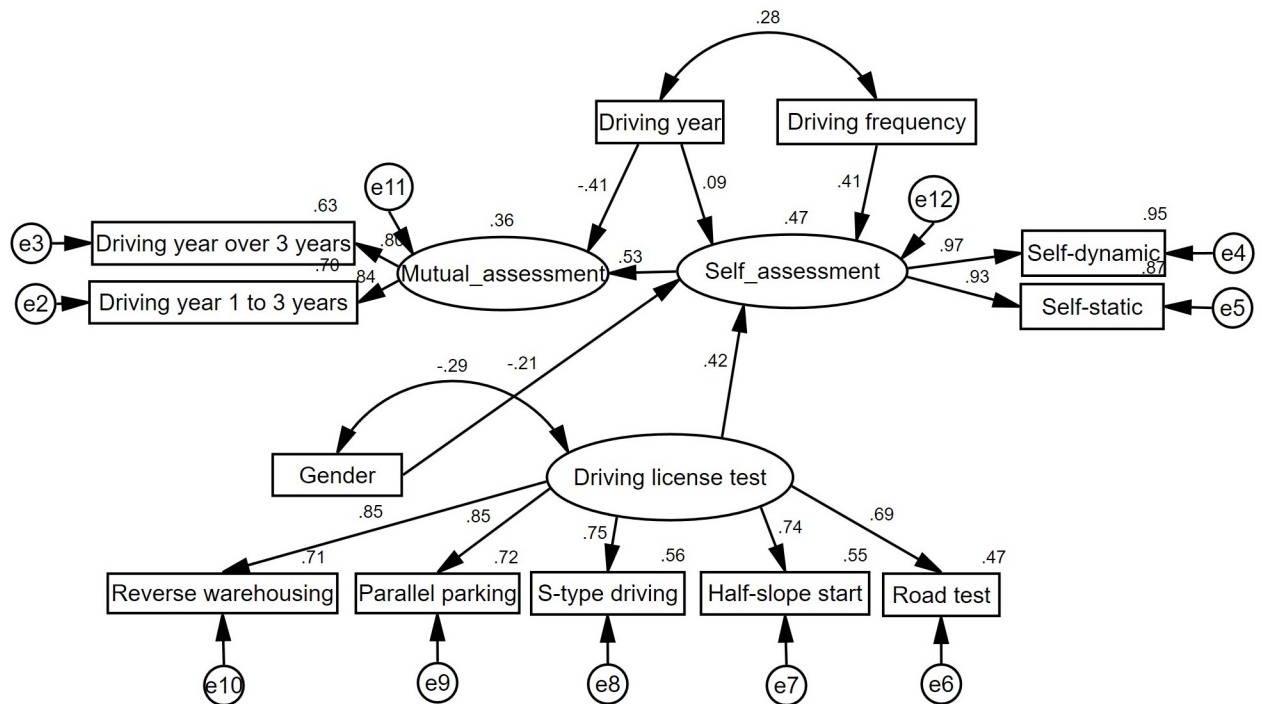 .28
Driving year
Driving frequency
-.41
.09
.41
e11
e12
.63
.36
.47
.95
e3
Driving year over 3 years
.80
Mutual_assessment
.53
Self_assessment
.97
Self-dynamic
e4
.70
.84
.93
.87
e2
Driving year 1 to 3 years
Self-static
e5
-.29
-.21
.42
Gender
Driving license test
.85
.85
.75
.74
.69
.71
.72
.56
.55
.47
Reverse warehousing
Parallel parking
S-type driving
Half-slope start
Road test
e10
e9
e8
e7
e6